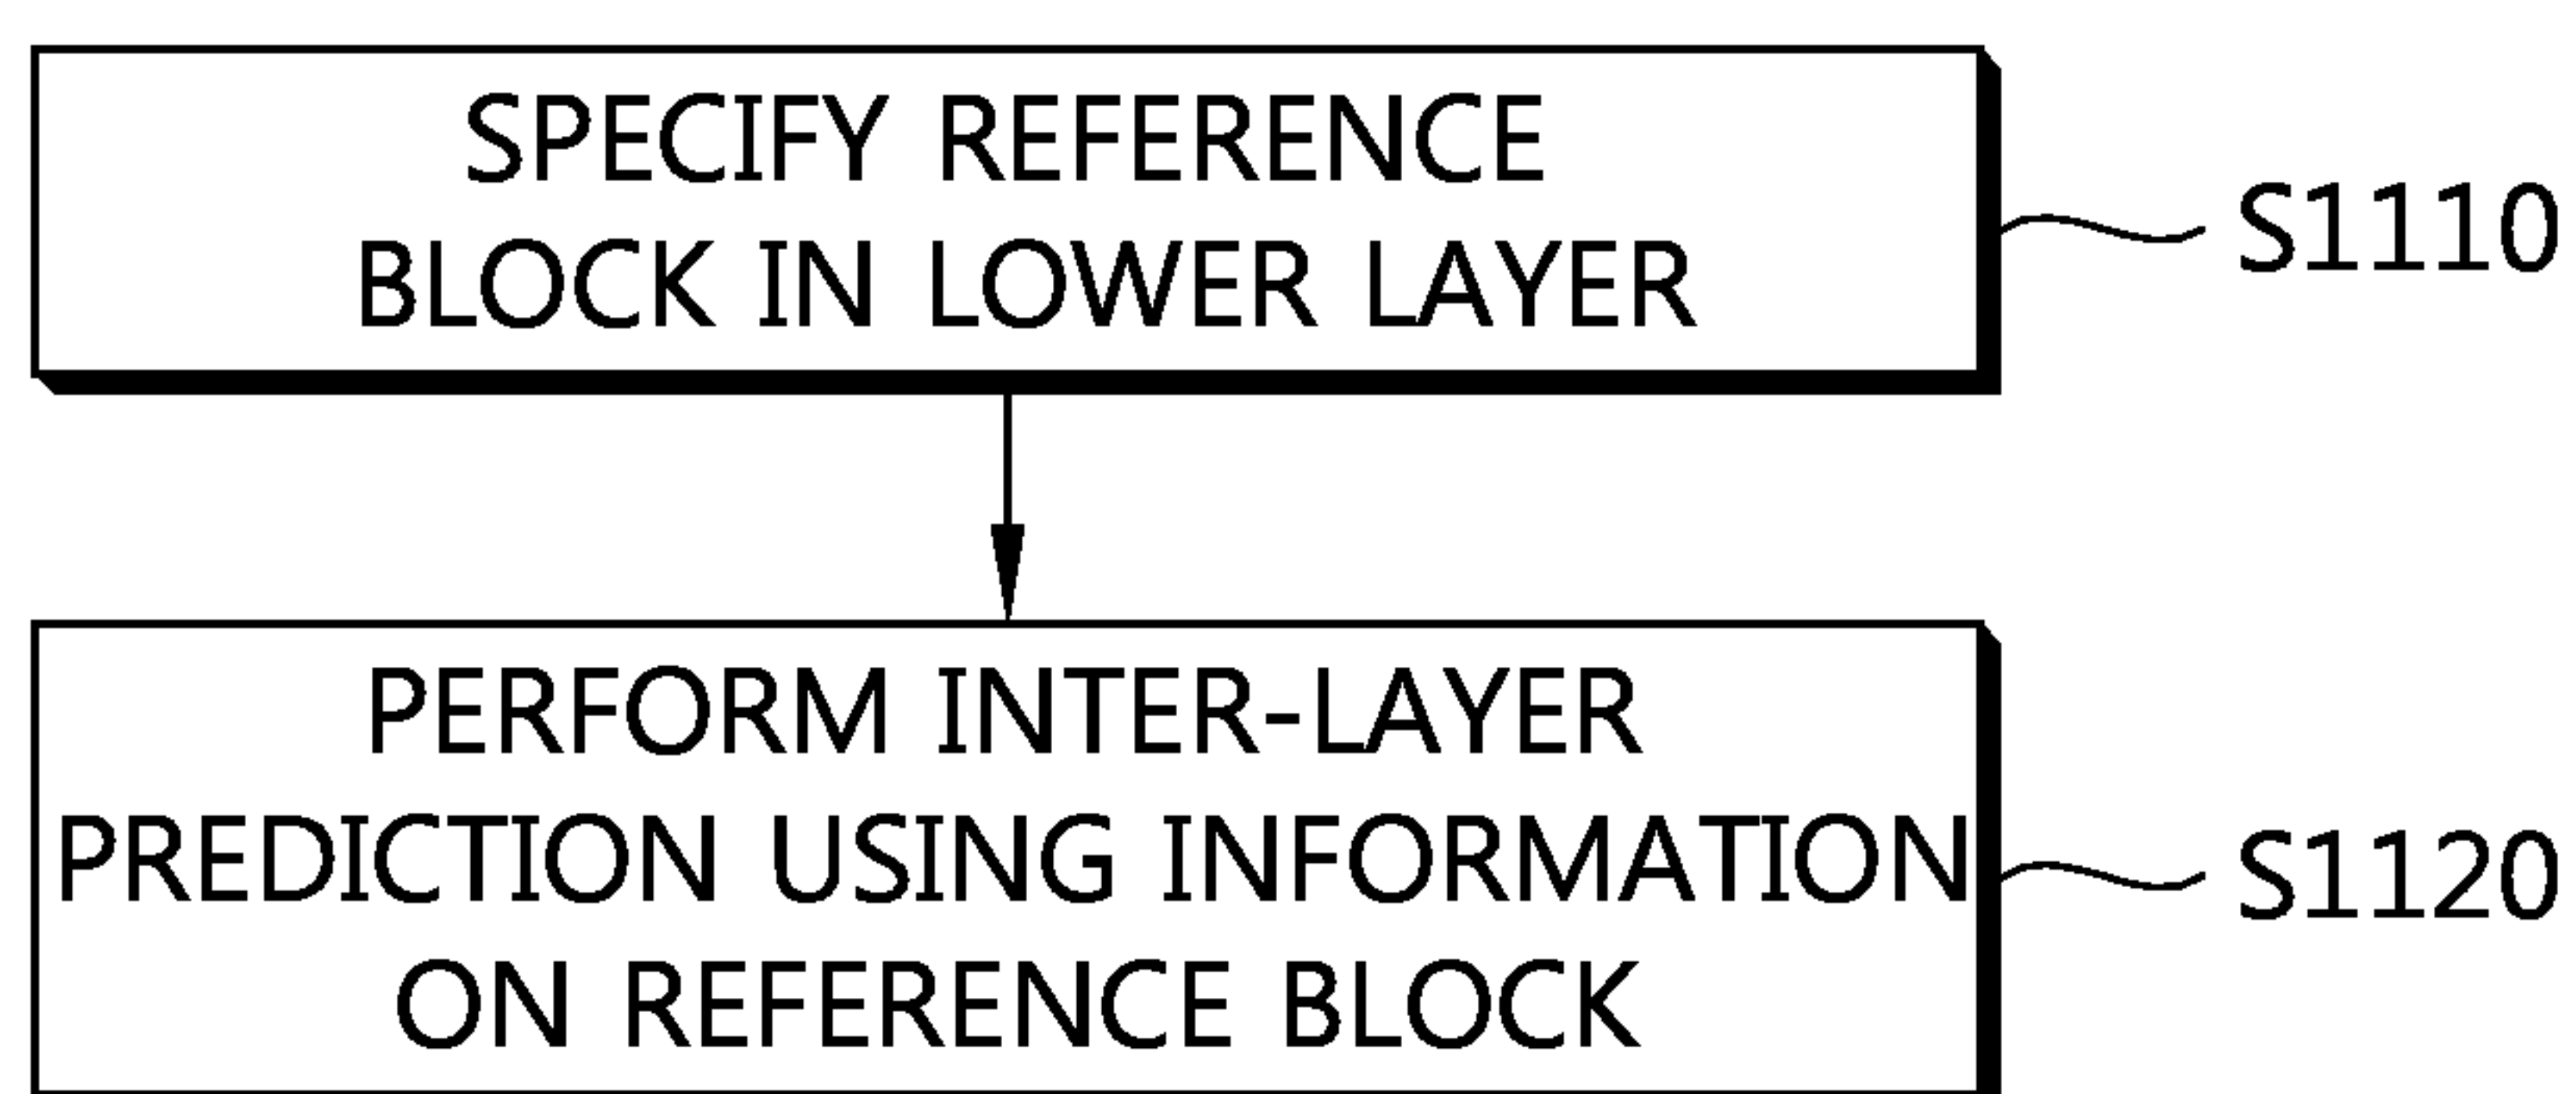 SPECIFY REFERENCE
BLOCK IN LOWER LAYER
S1110
PERFORM INTER-LAYER
PREDICTION USING INFORMATION
ON REFERENCE BLOCK
S1120